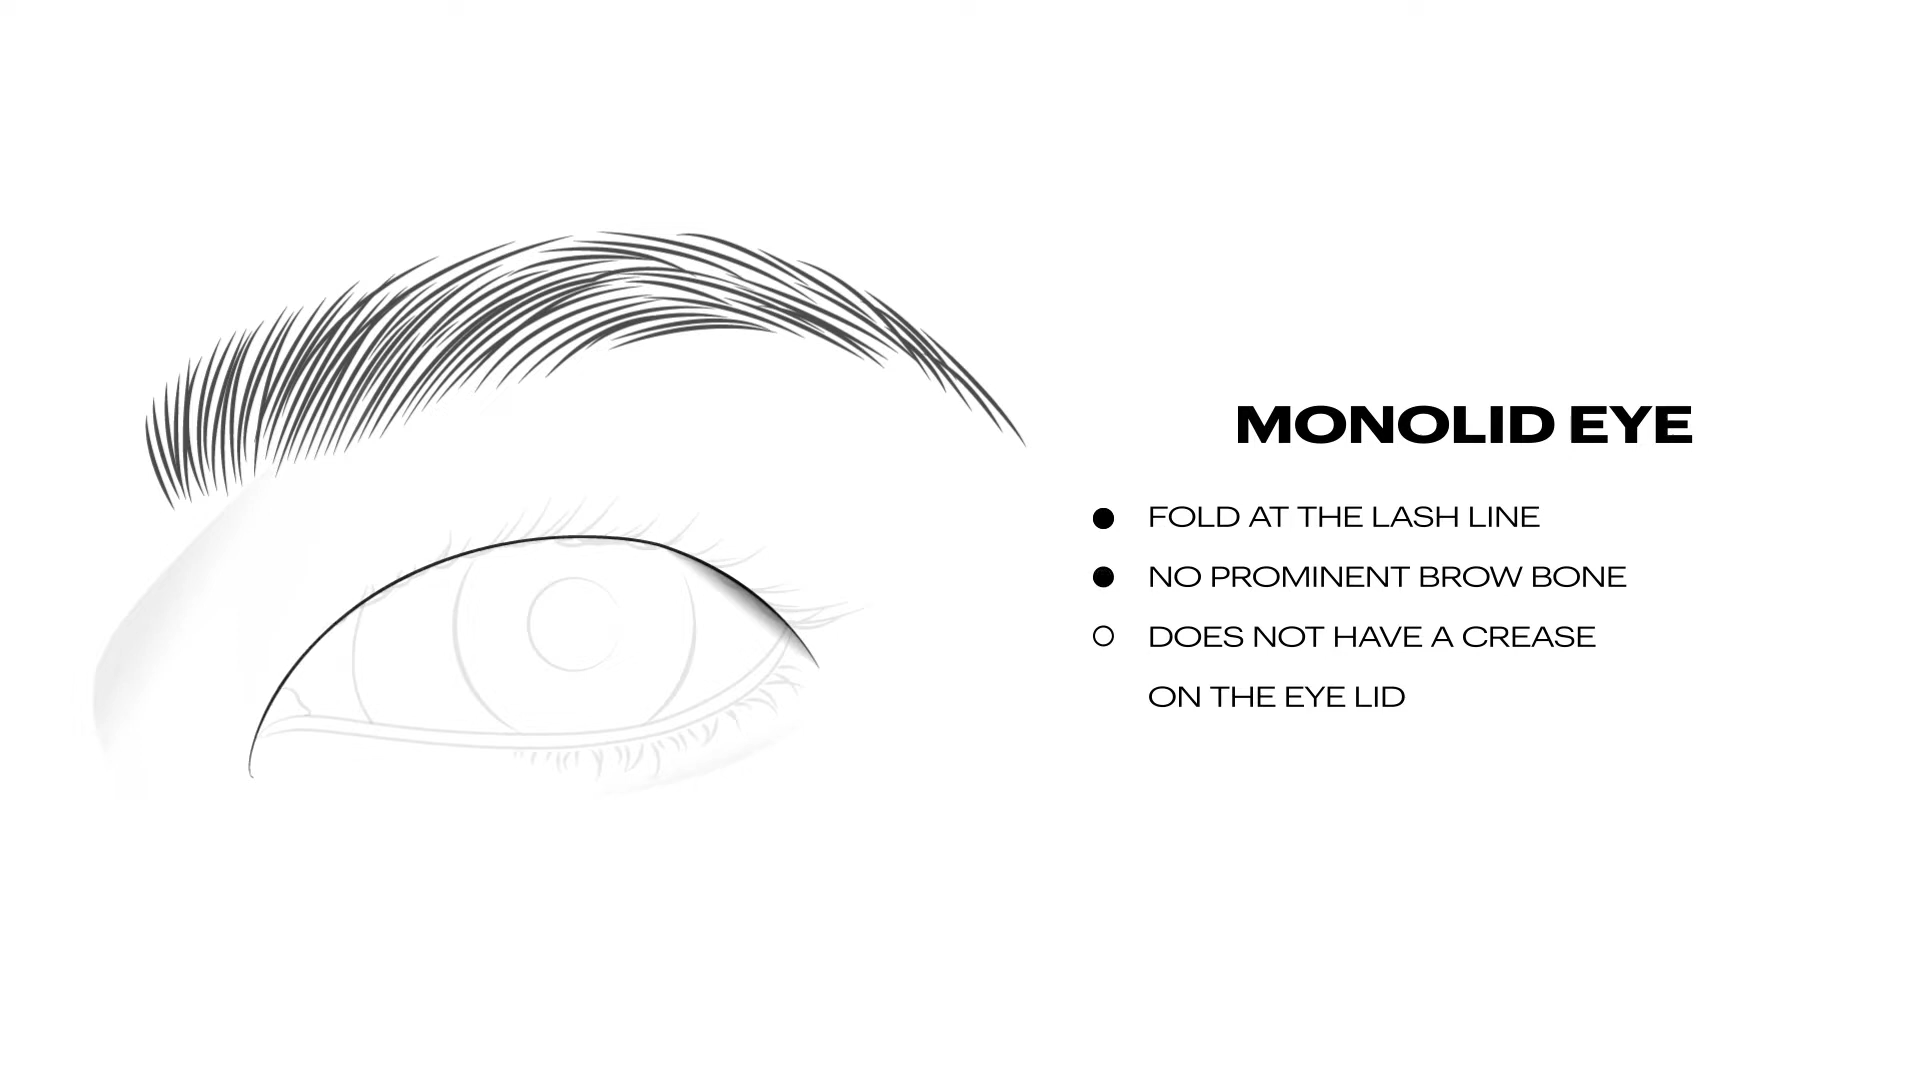 MONOLID EYE
● FOLD AT THE LASH LINE
● NO PROMINENT BROW BONE
○ DOES NOT HAVE A CREASE
ON THE EYE LID